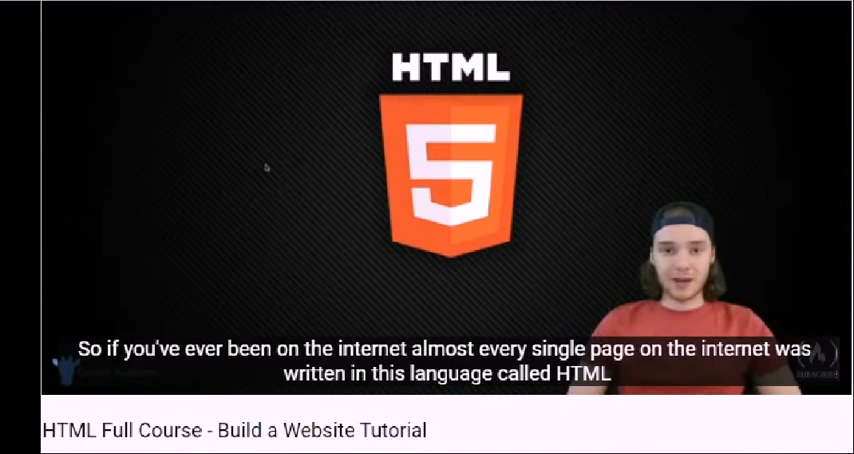 HTML
5
So if you've ever been on the internet almost every single page on the internet was
written in this language called HTML
SUBSCRIBE
HTML Full Course - Build a Website Tutorial